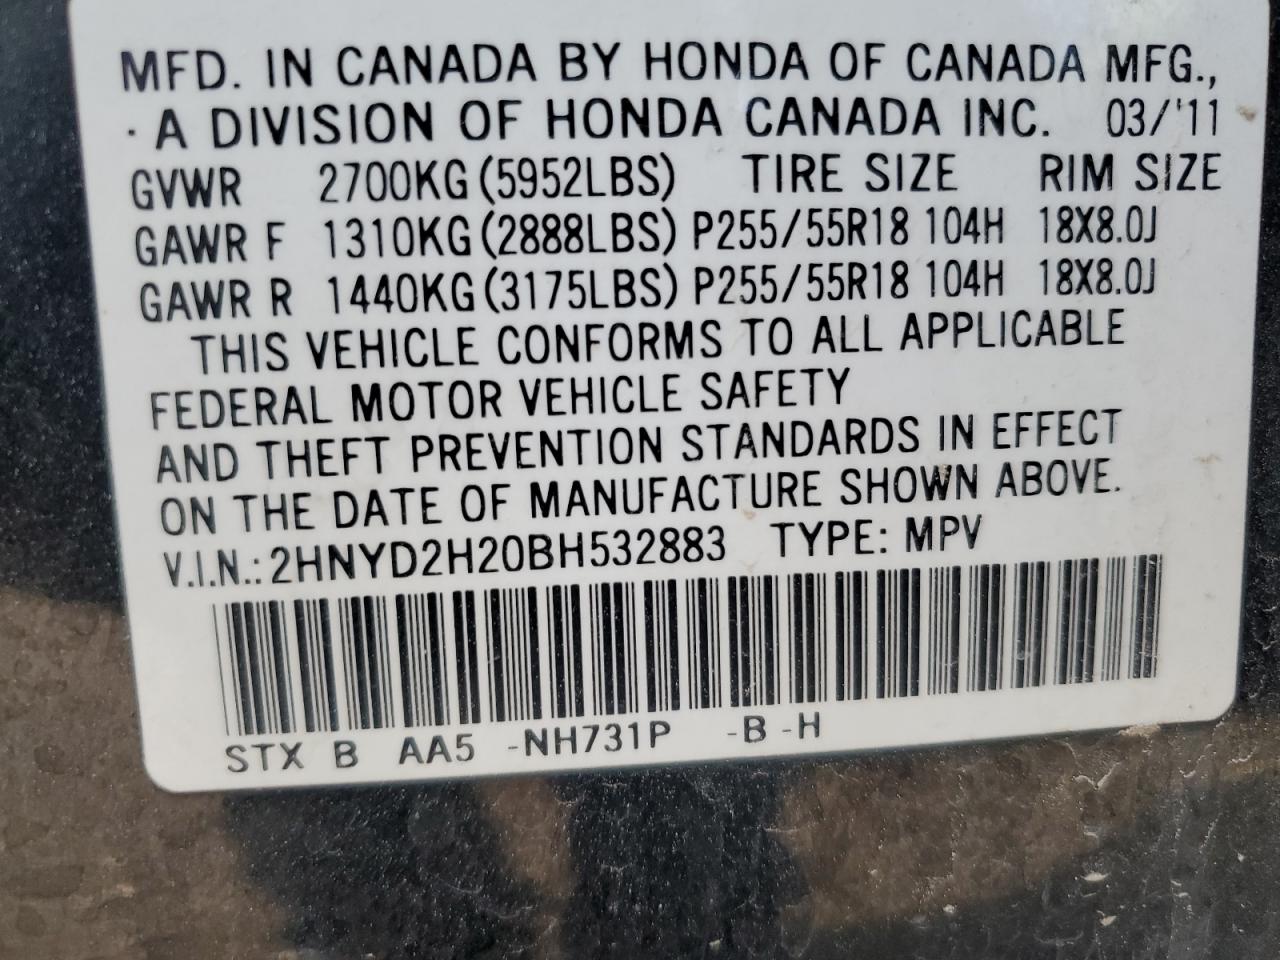 MFD. IN CANADA BY HONDA OF CANADA MFG.,
· A DIVISION OF HONDA CANADA INC. 03/'11
GVWR 2700KG (5952LBS) TIRE SIZE RIM SIZE
GAWR F 1310KG (2888LBS) P255/55R18 104H 18X8.0J
GAWR R 1440KG (3175LBS) P255/55R18 104H 18X8.0J
THIS VEHICLE CONFORMS TO ALL APPLICABLE
FEDERAL MOTOR VEHICLE SAFETY
AND THEFT PREVENTION STANDARDS IN EFFECT
ON THE DATE OF MANUFACTURE SHOWN ABOVE.
V.I.N.: 2HNYD2H20BH532883 TYPE: MPV
STX B AA5 -NH731P -B -H